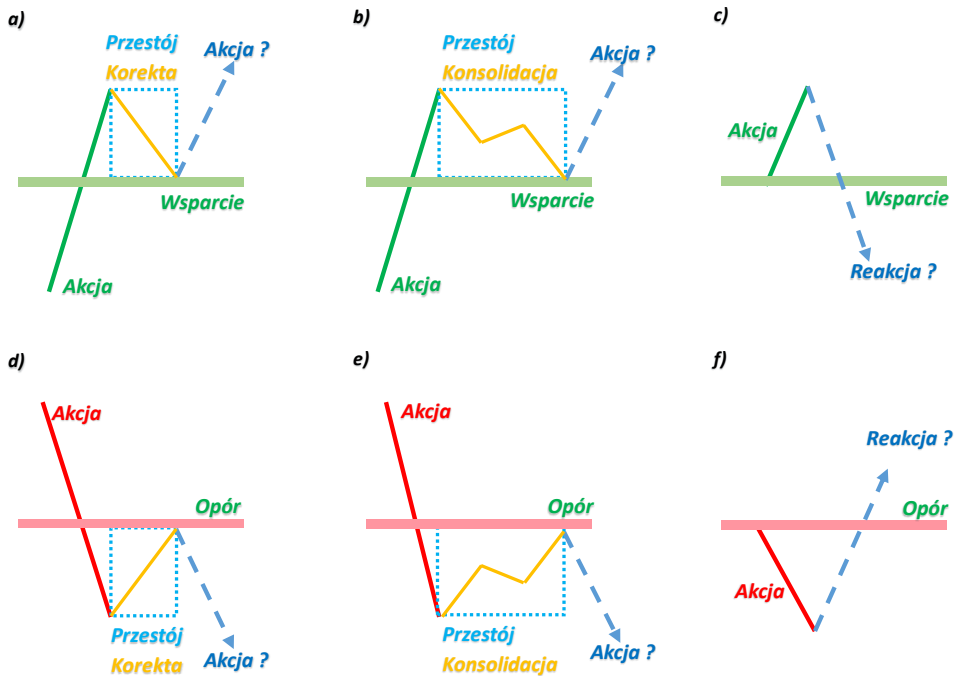 a)
Przestój
Korekta
Akcja ?
Wsparcie
Akcja
b)
Przestój
Konsolidacja
Akcja ?
Wsparcie
Akcja
c)
Akcja
Wsparcie
Reakcja ?
d)
Akcja
Opór
Przestój
Korekta
Akcja ?
e)
Akcja
Opór
Przestój
Konsolidacja
Akcja ?
f)
Reakcja ?
Opór
Akcja